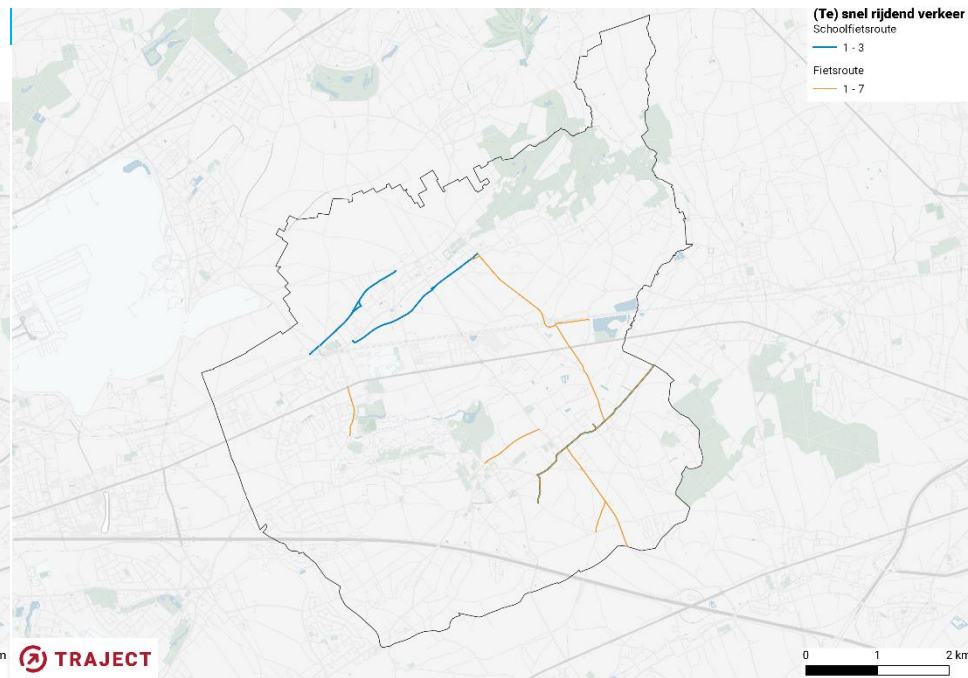 (Te) snel rijdend verkeer
Schoolfietsroute
1 - 3
Fietsroute
1 - 7
m
TRAJECT
0 1 2 km